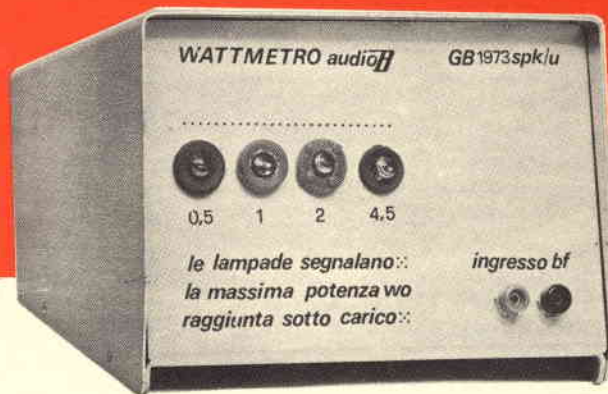 WATTMETRO audio
GB1973spk/u
0,5 1 2 4,5
le lampade segnalano:
la massima potenza wo
raggiunta sotto carico:
ingresso bf